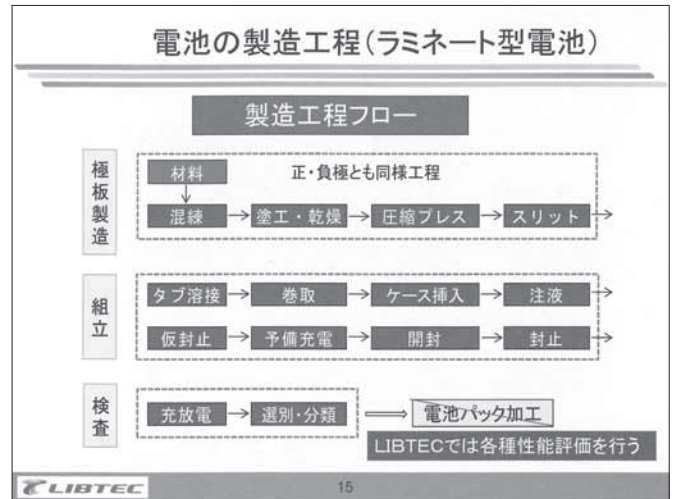 電池の製造工程(ラミネート型電池)
製造工程フロー
極板製造
材料
正・負極とも同様工程
混練
塗工・乾燥
圧縮プレス
スリット
組立
タブ溶接
巻取
ケース挿入
注液
仮封止
予備充電
開封
封止
検査
充放電
選別・分類
電池パック加工
LIBTECでは各種性能評価を行う
LIBTEC
15